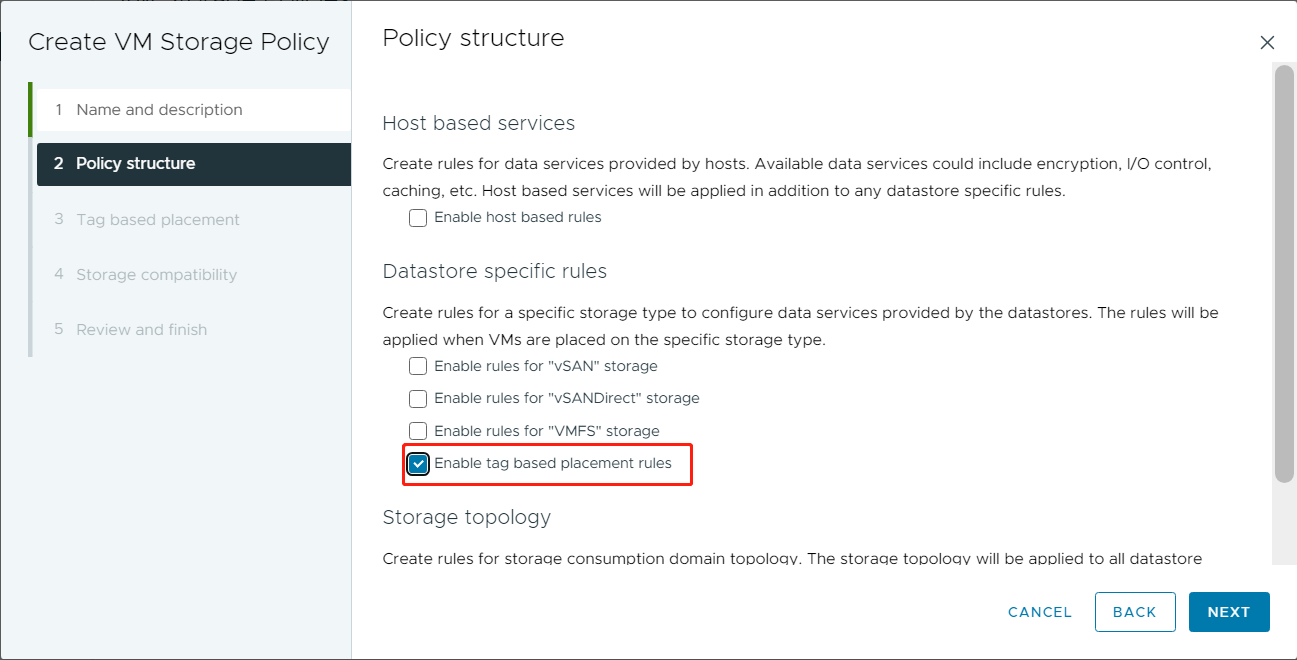 Create VM Storage Policy
1 Name and description
2 Policy structure
3 Tag based placement
4 Storage compatibility
5 Review and finish
Policy structure
Host based services
Create rules for data services provided by hosts. Available data services could include encryption, I/O control,
caching, etc. Host based services will be applied in addition to any datastore specific rules.
Enable host based rules
Datastore specific rules
Create rules for a specific storage type to configure data services provided by the datastores. The rules will be
applied when VMs are placed on the specific storage type.
Enable rules for "vSAN" storage
Enable rules for "vSANDirect" storage
Enable rules for "VMFS" storage
Enable tag based placement rules
Storage topology
Create rules for storage consumption domain topology. The storage topology will be applied to all datastore
CANCEL
BACK
NEXT